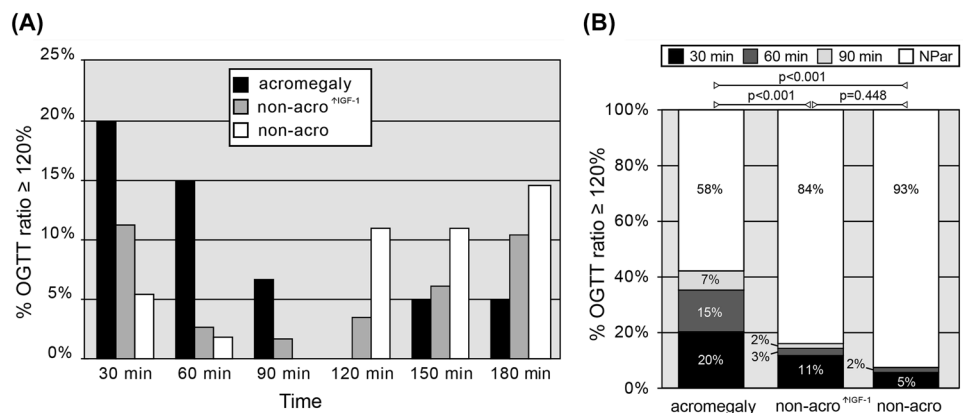 (A)
25%
20%
15%
10%
5%
0%
% OGTT ratio ≥ 120%
acromegaly
non-acro ↑IGF-1
non-acro
30 min 60 min 90 min 120 min 150 min 180 min
Time
(B)
30 min 60 min 90 min NPar
p<0.001
p<0.001 p=0.448
100%
80%
60%
40%
20%
0%
% OGTT ratio ≥ 120%
58% 84% 93%
7%
15%
20%
2%
3%
11%
2%
5%
acromegaly non-acro ↑IGF-1 non-acro